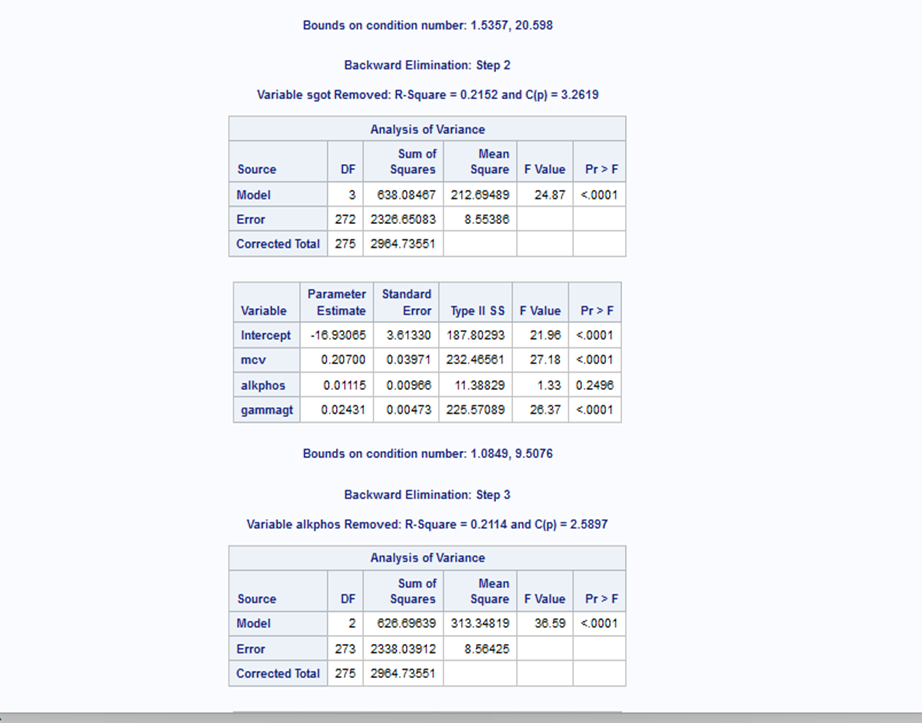 Bounds on condition number: 1.5357, 20.598
Backward Elimination: Step 2
Variable sgot Removed: R-Square = 0.2152 and C(p) = 3.2619
Analysis of Variance
Source DF Sum of Squares Mean Square F Value Pr > F
Model 3 638.08467 212.69489 24.87 <.0001
Error 272 2326.65083 8.55386
Corrected Total 275 2964.73551
Variable Parameter Estimate Standard Error Type II SS F Value Pr > F
Intercept -16.93065 3.61330 187.80293 21.96 <.0001
mcv 0.20700 0.03971 232.46561 27.18 <.0001
alkphos 0.01115 0.00966 11.38829 1.33 0.2496
gammagt 0.02431 0.00473 225.57089 26.37 <.0001
Bounds on condition number: 1.0849, 9.5076
Backward Elimination: Step 3
Variable alkphos Removed: R-Square = 0.2114 and C(p) = 2.5897
Analysis of Variance
Source DF Sum of Squares Mean Square F Value Pr > F
Model 2 626.69639 313.34819 36.59 <.0001
Error 273 2338.03912 8.56425
Corrected Total 275 2964.73551